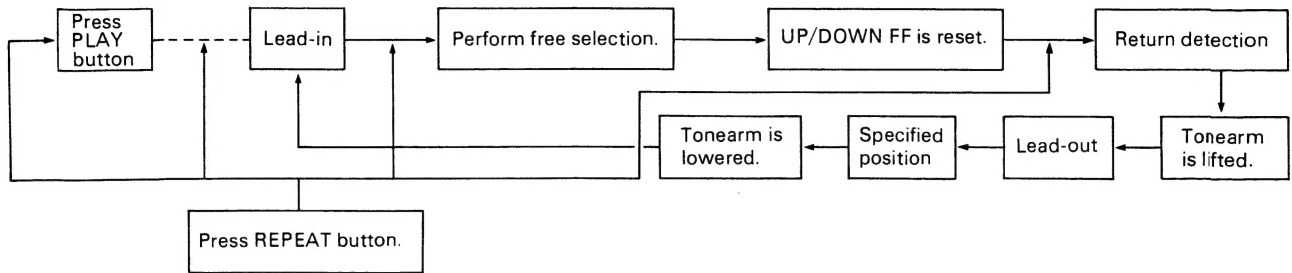 Press
PLAY
button
Lead-in
Perform free selection.
UP/DOWN FF is reset.
Return detection
Tonearm is
lowered.
Specified
position
Lead-out
Tonearm
is lifted.
Press REPEAT button.